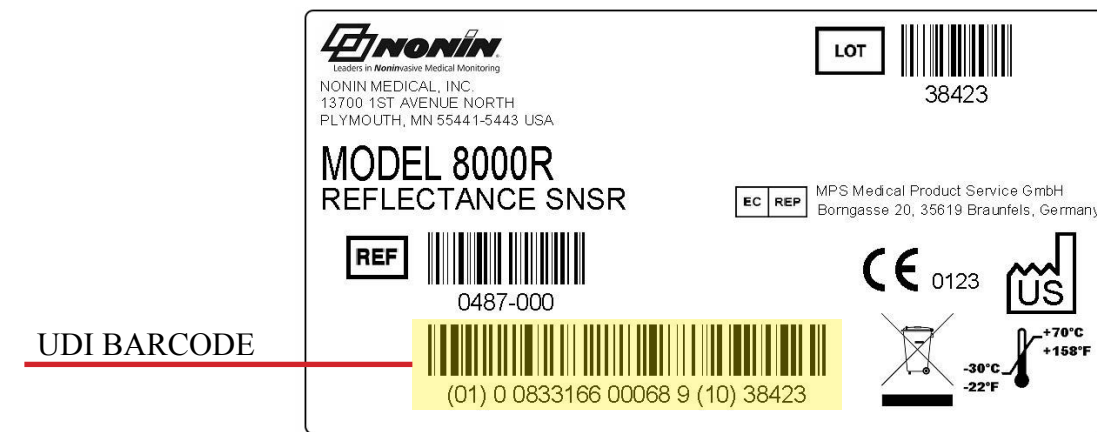 NONIN
Leaders in Noninvasive Medical Monitoring
NONIN MEDICAL, INC.
13700 1ST AVENUE NORTH
PLYMOUTH, MN 55441-5443 USA
LOT
38423
MODEL 8000R
REFLECTANCE SNSR
EC REP
MPS Medical Product Service GmbH
Borngasse 20, 35619 Braunfels, Germany
REF
0487-000
CE 0123
US
UDI BARCODE
(01) 0 0833166 00068 9 (10) 38423
+70°C
+158°F
-30°C
-22°F